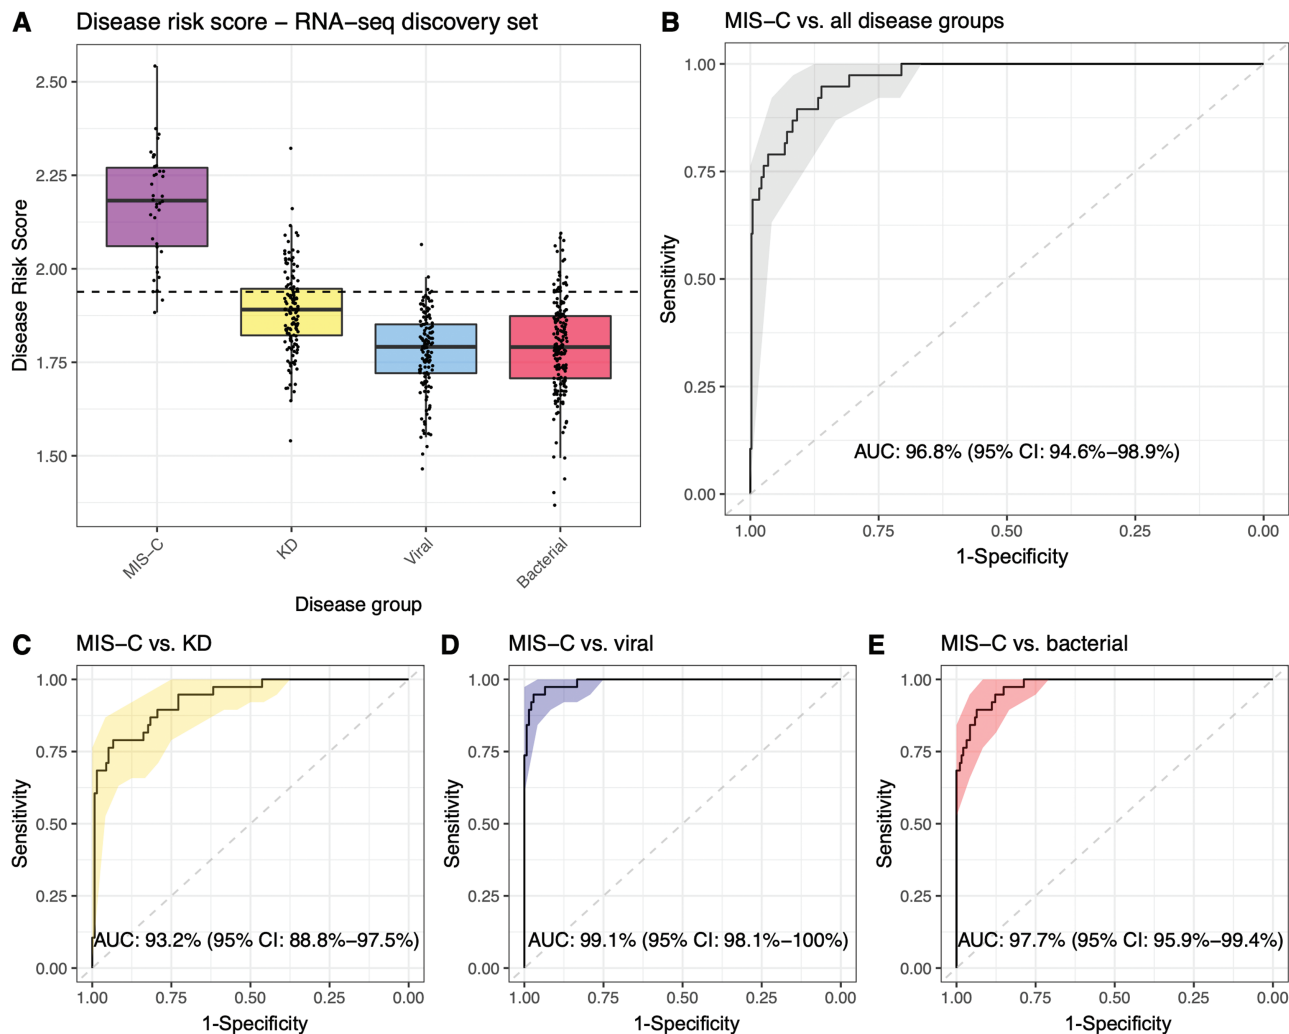 A
Disease risk score – RNA−seq discovery set
Disease Risk Score
2.50
2.25
2.00
1.75
1.50
MIS−C
KD
Viral
Bacterial
Disease group
B
MIS−C vs. all disease groups
Sensitivity
1.00
0.75
0.50
0.25
0.00
AUC: 96.8% (95% CI: 94.6%−98.9%)
1.00 0.75 0.50 0.25 0.00
1-Specificity
C
MIS−C vs. KD
Sensitivity
1.00
0.75
0.50
0.25
0.00
AUC: 93.2% (95% CI: 88.8%−97.5%)
1.00 0.75 0.50 0.25 0.00
1-Specificity
D
MIS−C vs. viral
Sensitivity
1.00
0.75
0.50
0.25
0.00
AUC: 99.1% (95% CI: 98.1%−100%)
1.00 0.75 0.50 0.25 0.00
1-Specificity
E
MIS−C vs. bacterial
Sensitivity
1.00
0.75
0.50
0.25
0.00
AUC: 97.7% (95% CI: 95.9%−99.4%)
1.00 0.75 0.50 0.25 0.00
1-Specificity